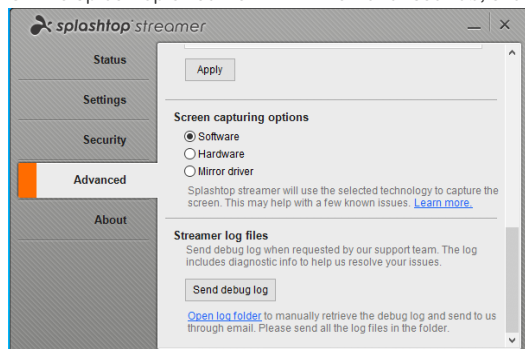 splashtop streamer
Status
Settings
Security
Advanced
About
Apply
Screen capturing options
Software
Hardware
Mirror driver
Splashtop streamer will use the selected technology to capture the
screen. This may help with a few known issues. Learn more.
Streamer log files
Send debug log when requested by our support team. The log
includes diagnostic info to help us resolve your issues.
Send debug log
Open log folder to manually retrieve the debug log and send to us
through email. Please send all the log files in the folder.